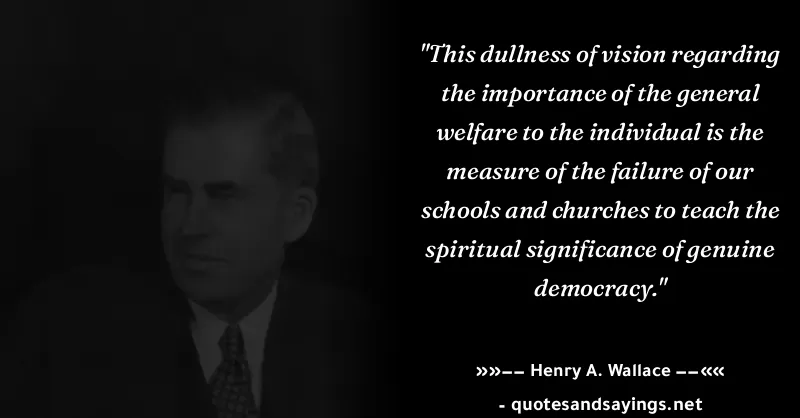 "This dullness of vision regarding
the importance of the general
welfare to the individual is the
measure of the failure of our
schools and churches to teach the
spiritual significance of genuine
democracy."
»»−− Henry A. Wallace −−««
- quotesandsayings.net